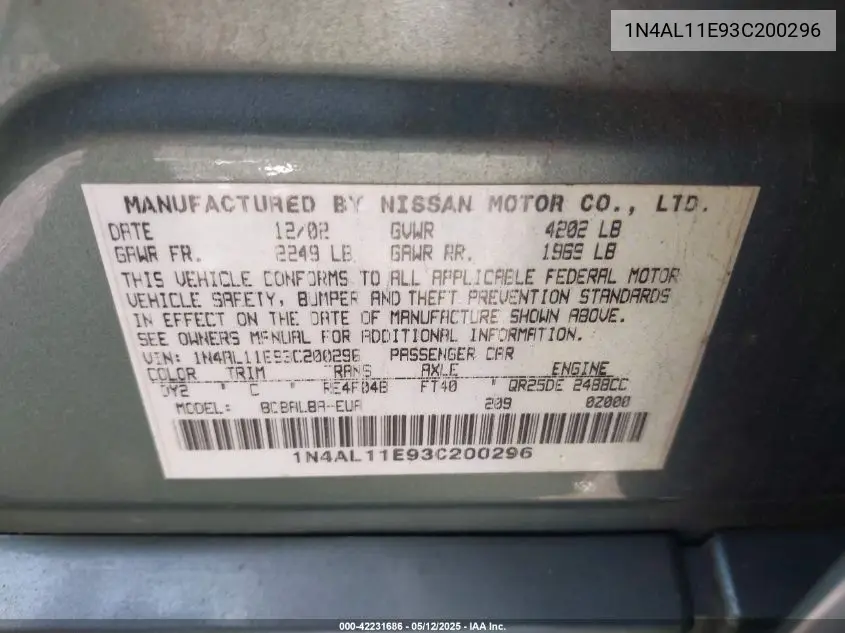 1N4AL11E93C200296
MANUFACTURED BY NISSAN MOTOR CO., LTD.
DATE 12/02 GVWR 4202 LB
GAWR FR. 2249 LB GAWR RR. 1969 LB
THIS VEHICLE CONFORMS TO ALL APPLICABLE FEDERAL MOTOR
VEHICLE SAFETY, BUMPER AND THEFT PREVENTION STANDARDS
IN EFFECT ON THE DATE OF MANUFACTURE SHOWN ABOVE.
SEE OWNERS MANUAL FOR ADDITIONAL INFORMATION.
VIN: 1N4AL11E93C200296 PASSENGER CAR
COLOR TRIM TRANS AXLE ENGINE
DY2 " C " RE4F04B FT40 " QR25DE 2488CC
MODEL: BCBALBA-EUA 209 0Z000
1N4AL11E93C200296
000-42231686 - 05/12/2025 - IAA Inc.